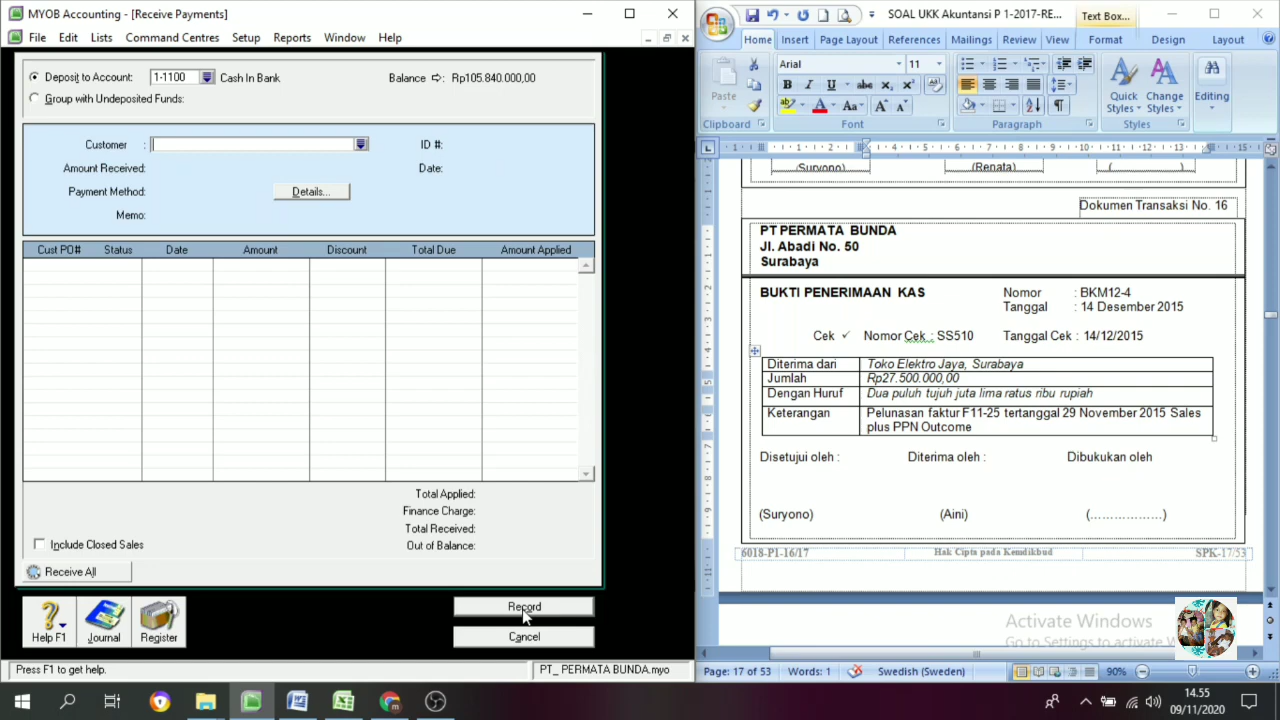 MYOB Accounting - [Receive Payments]
File Edit Lists Command Centres Setup Reports Window Help
Deposit to Account: 1-1100 Cash In Bank Balance : Rp105.840.000,00
Group with Undeposited Funds:
Customer : ID #:
Amount Received: Date:
Payment Method: Details...
Memo:
Cust PO# Status Date Amount Discount Total Due Amount Applied
Total Applied:
Finance Charge:
Total Received:
Include Closed Sales Out of Balance:
Receive All
Record
Cancel
Help F1 Journal Register
Press F1 to get help. PT_ PERMATA BUNDA.myo
SOAL UKK Akuntansi P 1-2017-RE... Text Box...
Home Insert Page Layout References Mailings Review View Format Design Layout
Arial 11
Paste
Quick Styles
Change Styles
Editing
Clipboard Font Paragraph Styles
(Suryono) (Renata)
Dokumen Transaksi No. 16
PT PERMATA BUNDA
Jl. Abadi No. 50
Surabaya
BUKTI PENERIMAAN KAS Nomor : BKM12-4
Tanggal : 14 Desember 2015
Cek ✓ Nomor Cek : SS510 Tanggal Cek : 14/12/2015
Diterima dari Toko Elektro Jaya, Surabaya
Jumlah Rp27.500.000,00
Dengan Huruf Dua puluh tujuh juta lima ratus ribu rupiah
Keterangan Pelunasan faktur F11-25 tertanggal 29 November 2015 Sales
plus PPN Outcome
Disetujui oleh : Diterima oleh : Dibukukan oleh
(Suryono) (Aini) (................)
6018-P1-16/17 Hak Cipta pada Kemdikbud SPK-17/53
Activate Windows
Go to Settings to activate W
Page: 17 of 53 Words: 1 Swedish (Sweden) 90%
14.55
09/11/2020